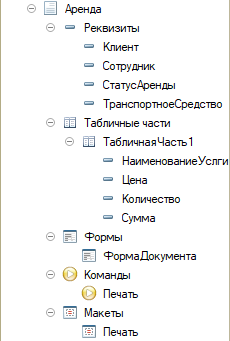 Аренда
Реквизиты
Клиент
Сотрудник
СтатусАренды
ТранспортноеСредство
Табличные части
ТабличнаяЧасть1
НаименованиеУслги
Цена
Количество
Сумма
Формы
ФормаДокумента
Команды
Печать
Макеты
Печать